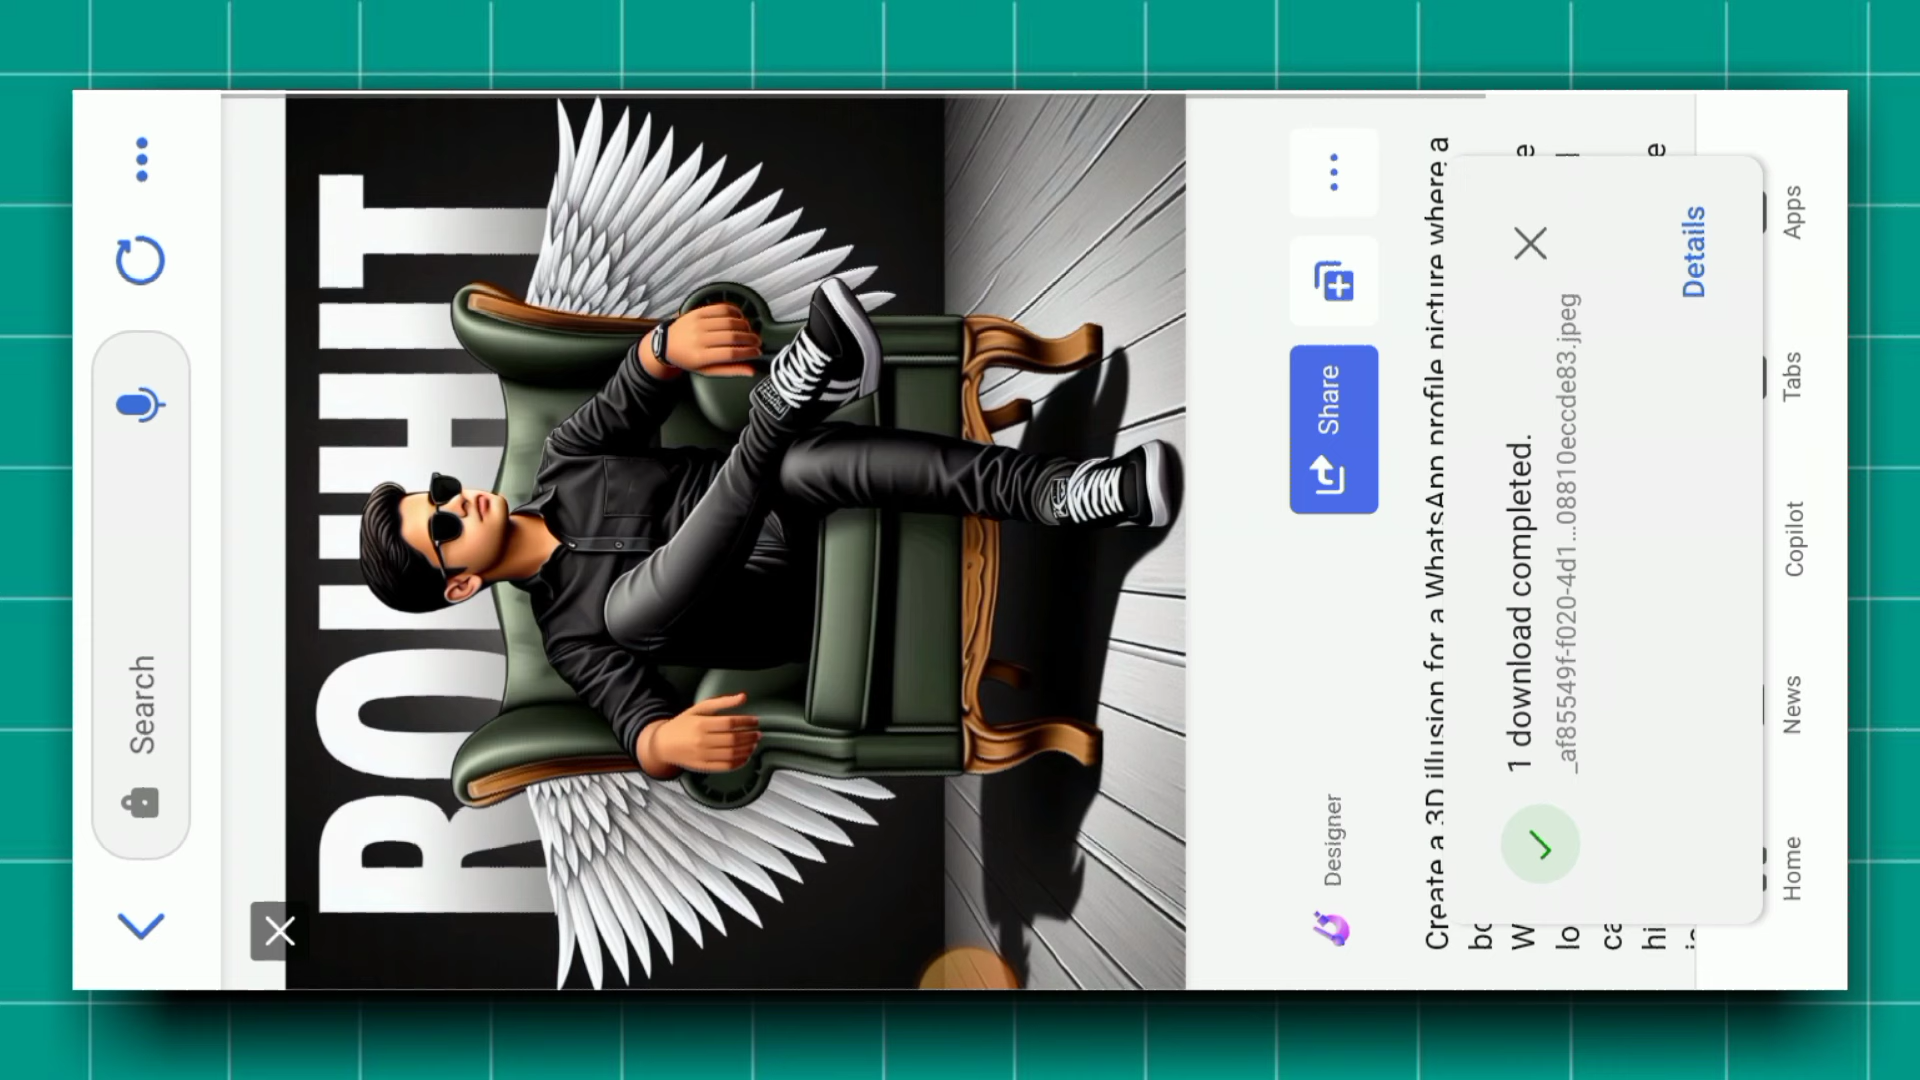 Search
ROHIT
Designer
Share
Create a 3D illusion for a WhatsApp profile picture where a
1 download completed.
_af85549f-f020-4d1...08810eccde83.jpeg
Details
Home
News
Copilot
Tabs
Apps